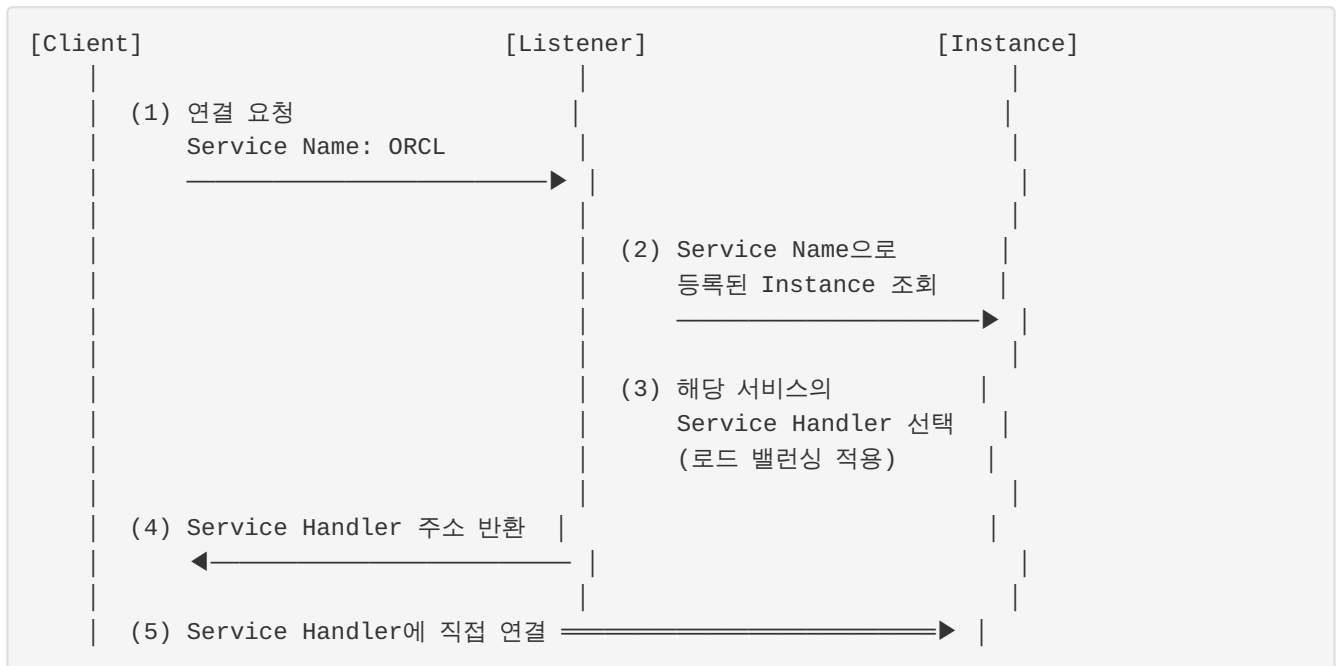 [Client] [Listener] [Instance]
(1) 연결 요청
Service Name: ORCL
(2) Service Name으로
등록된 Instance 조회
(3) 해당 서비스의
Service Handler 선택
(로드 밸런싱 적용)
(4) Service Handler 주소 반환
(5) Service Handler에 직접 연결